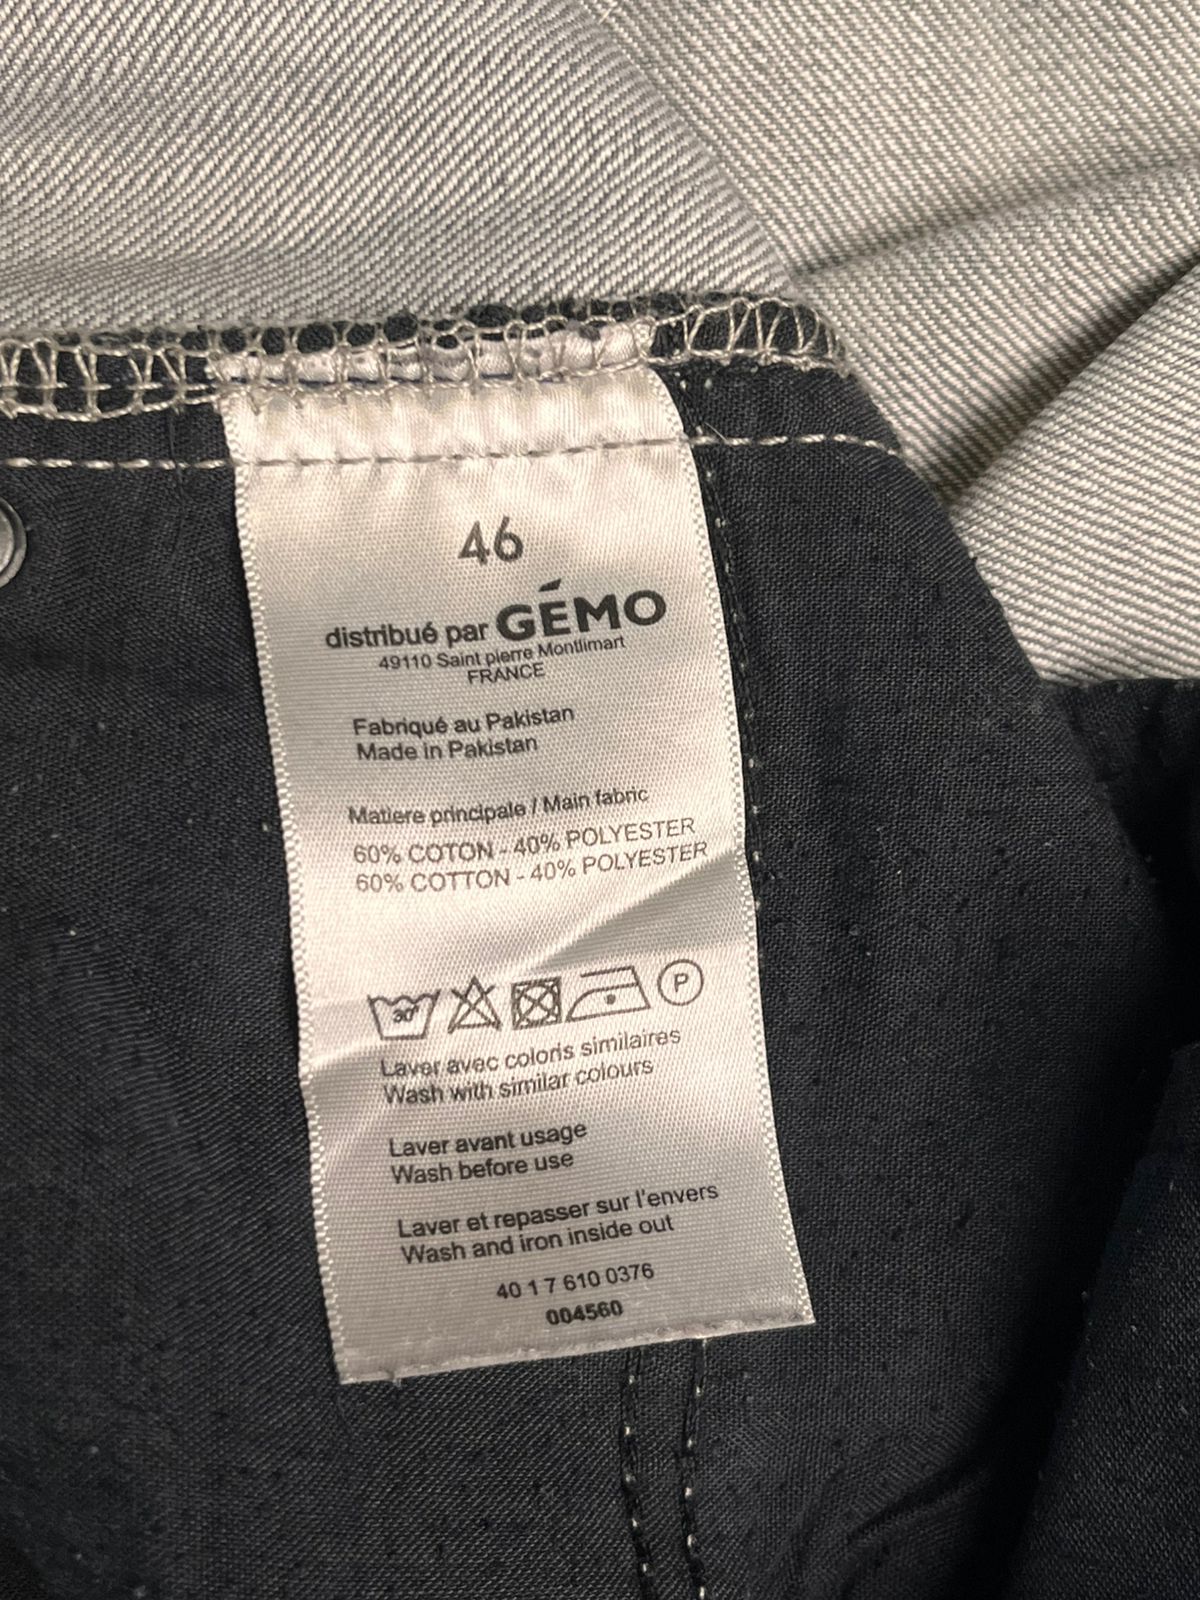 46
distribué par GÉMO
49110 Saint pierre Montlimart
FRANCE
Fabriqué au Pakistan
Made in Pakistan
Matiere principale / Main fabric
60% COTON - 40% POLYESTER
60% COTTON - 40% POLYESTER
30° P
Laver avec coloris similaires
Wash with similar colours
Laver avant usage
Wash before use
Laver et repasser sur l'envers
Wash and iron inside out
40 1 7 610 0376
004560